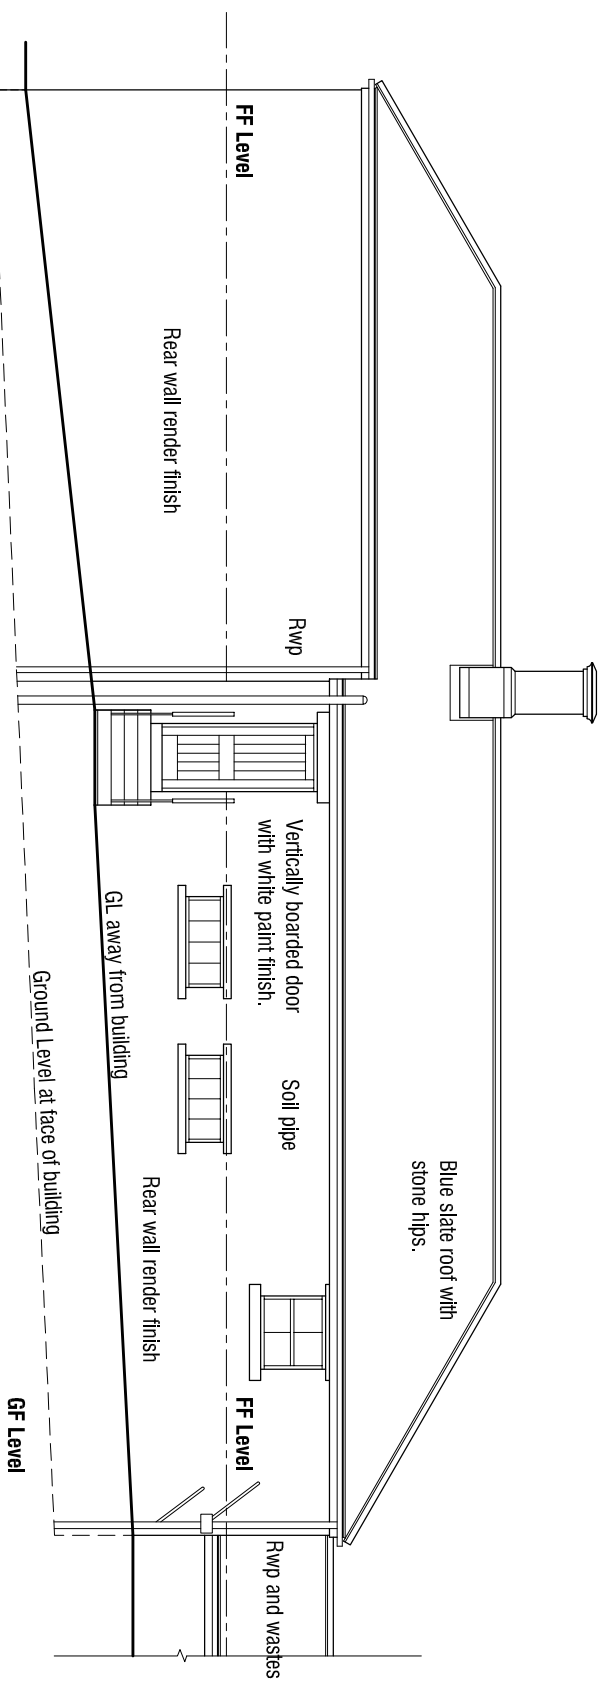 FF Level
Rear wall render finish
Rwp
Vertically boarded door
with white paint finish.
GL away from building
Ground Level at face of building
Soil pipe
Blue slate roof with
stone hips.
Rear wall render finish
FF Level
GF Level
Rwp and wastes